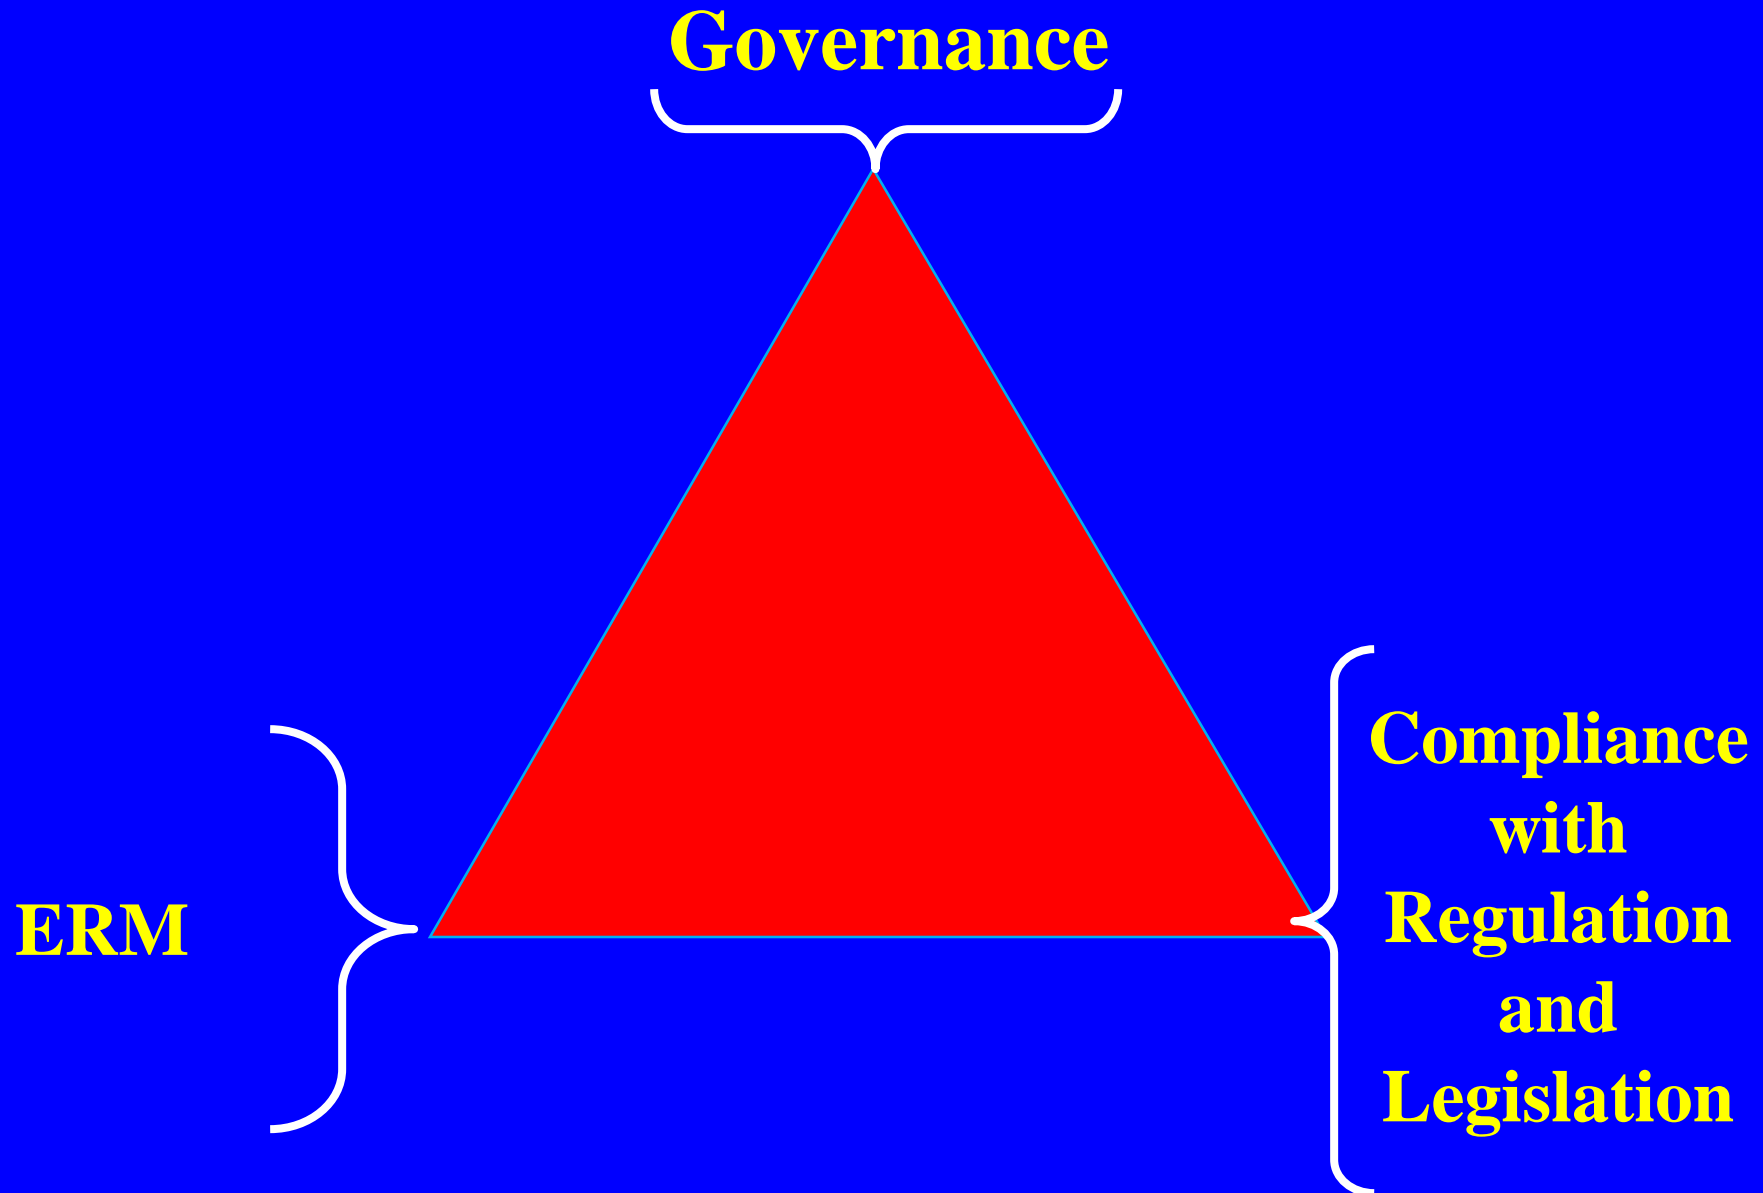 Governance
ERM
Compliance
with
Regulation
and
Legislation